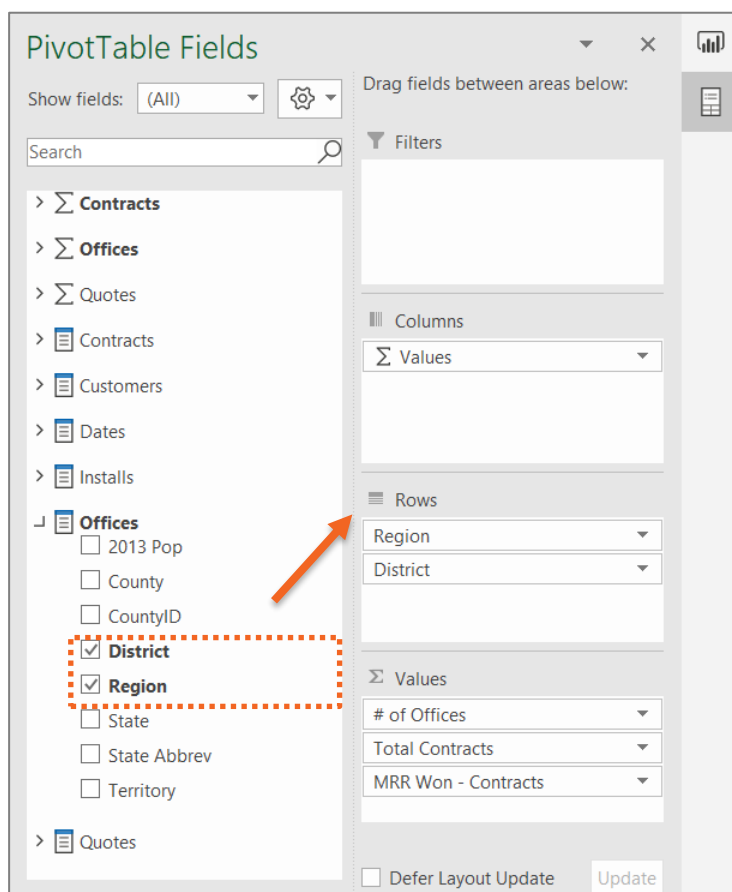 PivotTable Fields
Show fields:
(All)
Search
Σ Contracts
Σ Offices
Σ Quotes
Contracts
Customers
Dates
Installs
Offices
2013 Pop
County
CountyID
District
Region
State
State Abbrev
Territory
Quotes
Drag fields between areas below:
Filters
Columns
Σ Values
Rows
Region
District
Σ Values
# of Offices
Total Contracts
MRR Won - Contracts
Defer Layout Update
Update